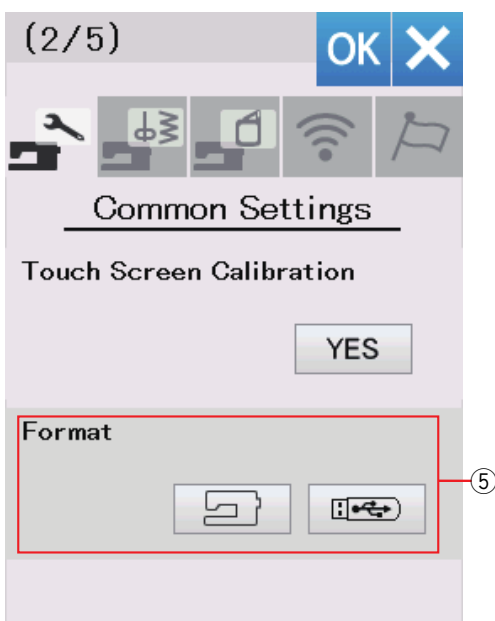 (2/5)
OK
Common Settings
Touch Screen Calibration
YES
Format
⑤